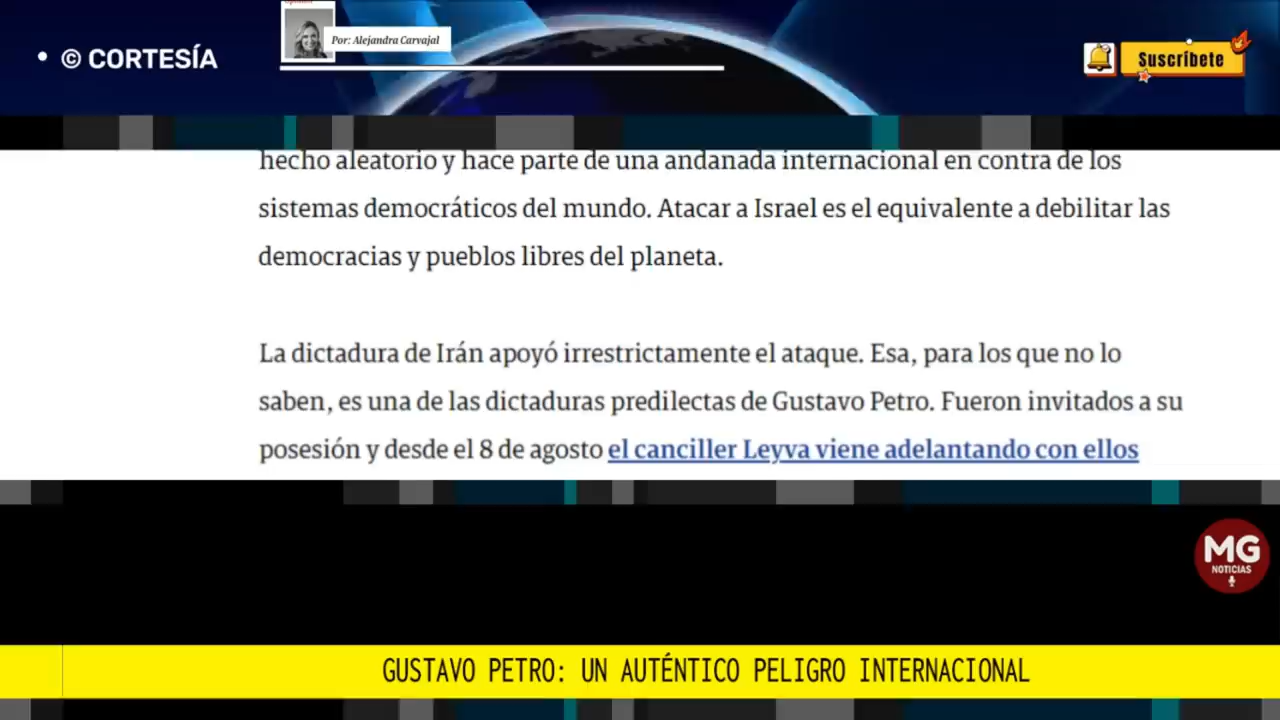 • © CORTESÍA
Por: Alejandra Carvajal
Suscríbete
hecho aleatorio y hace parte de una andanada internacional en contra de los
sistemas democráticos del mundo. Atacar a Israel es el equivalente a debilitar las
democracias y pueblos libres del planeta.
La dictadura de Irán apoyó irrestrictamente el ataque. Esa, para los que no lo
saben, es una de las dictaduras predilectas de Gustavo Petro. Fueron invitados a su
posesión y desde el 8 de agosto el canciller Leyva viene adelantando con ellos
MG
NOTICIAS
GUSTAVO PETRO: UN AUTÉNTICO PELIGRO INTERNACIONAL